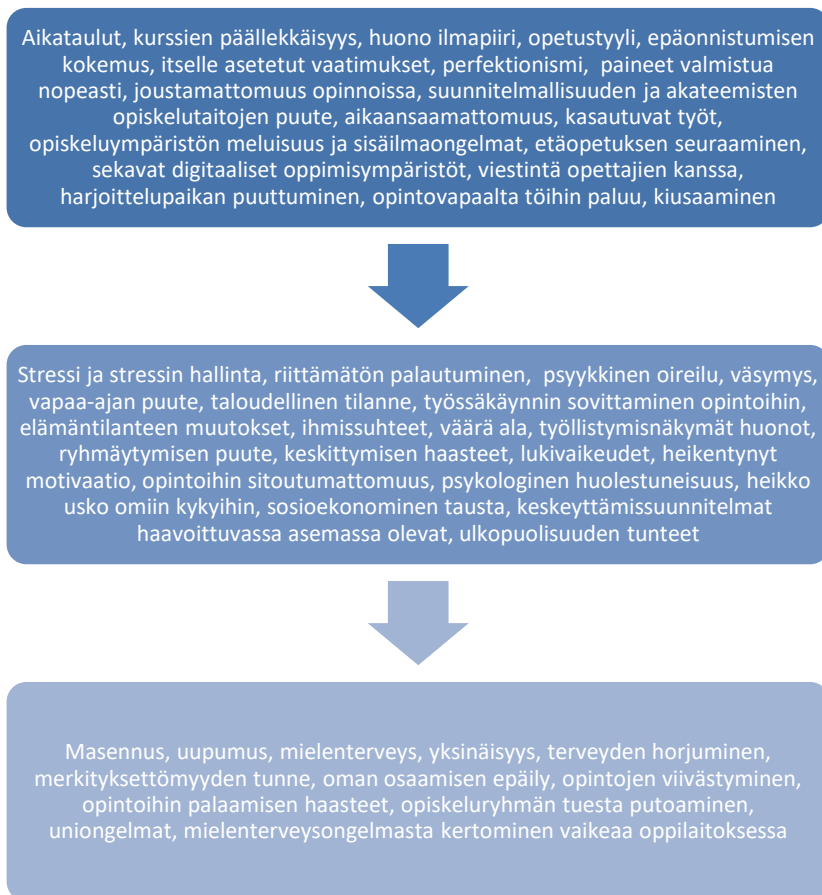 Aikataulut, kurssien päällekkäisyys, huono ilmapiiri, opetustyyli, epäonnistumisen
kokemus, itselle asetetut vaatimukset, perfektionismi, paineet valmistua
nopeasti, joustamattomuus opinnoissa, suunnitelmallisuuden ja akateemisten
opiskelutaitojen puute, aikaansaamattomuus, kasautuvat työt,
opiskeluympäristön meluisuus ja sisäilmaongelmat, etäopetuksen seuraaminen,
sekavat digitaaliset oppimisympäristöt, viestintä opettajien kanssa,
harjoittelupaikan puuttuminen, opintovapaalta töihin paluu, kiusaaminen
Stressi ja stressin hallinta, riittämätön palautuminen, psyykkinen oireilu, väsymys,
vapaa-ajan puute, taloudellinen tilanne, työssäkäynnin sovittaminen opintoihin,
elämäntilanteen muutokset, ihmissuhteet, väärä ala, työllistymisnäkymät huonot,
ryhmäytymisen puute, keskittymisen haasteet, lukivaikeudet, heikentynyt
motivaatio, opintoihin sitoutumattomuus, psykologinen huolestuneisuus, heikko
usko omiin kykyihin, sosioekonominen tausta, keskeyttämissuunnitelmat
haavoittuvassa asemassa olevat, ulkopuolisuuden tunteet
Masennus, uupumus, mielenterveys, yksinäisyys, terveyden horjuminen,
merkityksettömyyden tunne, oman osaamisen epäily, opintojen viivästyminen,
opintoihin palaamisen haasteet, opiskeluryhmän tuesta putoaminen,
uniongelmat, mielenterveysongelmasta kertominen vaikeaa oppilaitoksessa